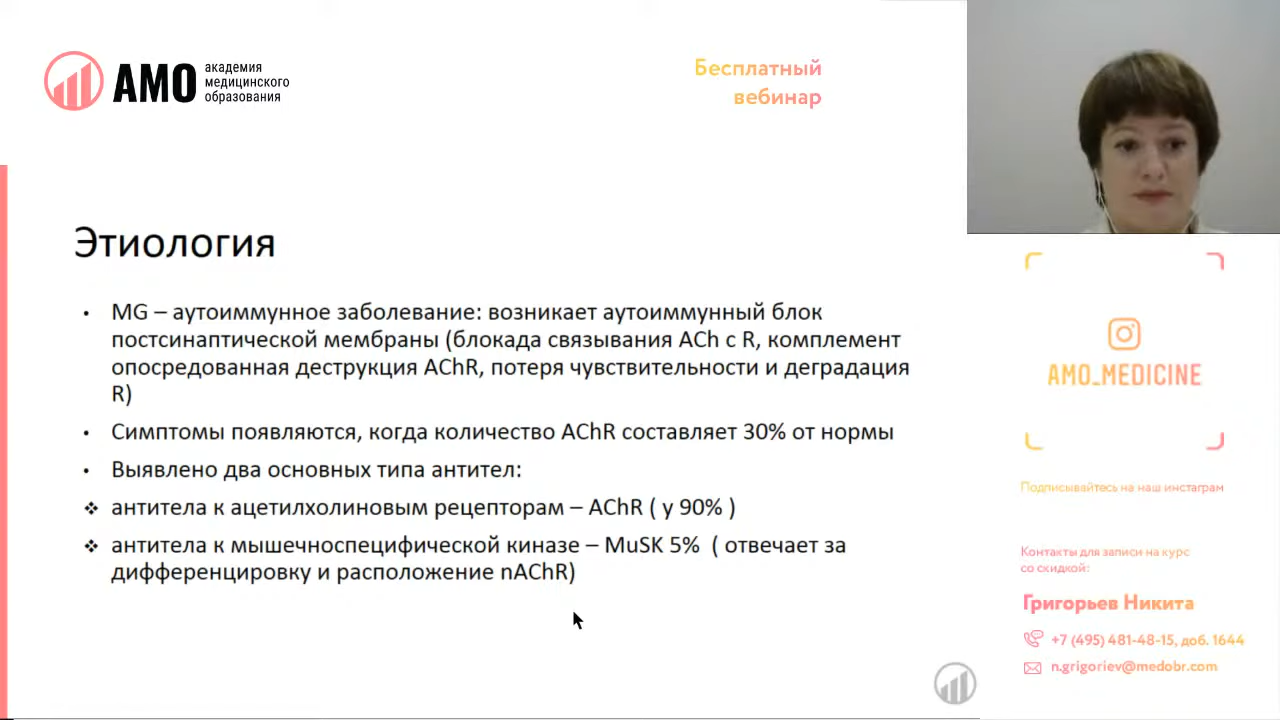 АМО
академия
медицинского
образования
Бесплатный
вебинар
Этиология
• MG – аутоиммунное заболевание: возникает аутоиммунный блок
постсинаптической мембраны (блокада связывания ACh с R, комплемент
опосредованная деструкция AChR, потеря чувствительности и деградация
R)
• Симптомы появляются, когда количество AChR составляет 30% от нормы
• Выявлено два основных типа антител:
❖ антитела к ацетилхолиновым рецепторам – AChR ( у 90% )
❖ антитела к мышечноспецифической киназе – MuSK 5%  ( отвечает за
дифференцировку и расположение nAChR)
AMO_MEDICINE
Подписывайтесь на наш инстаграм
Контакты для записи на курс
со скидкой:
Григорьев Никита
+7 (495) 481-48-15, доб. 1644
n.grigoriev@medobr.com